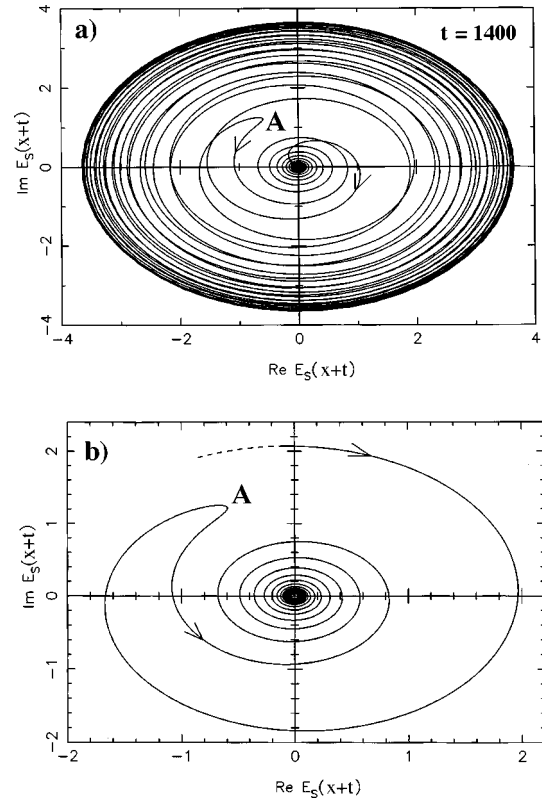 a)
t = 1400
4
2
A
0
−2
−4
Im E_S(x+t)
−4 −2 0 2 4
Re E_S(x+t)
b)
2
A
1
0
−1
−2
Im E_S(x+t)
−2 −1 0 1 2
Re E_S(x+t)